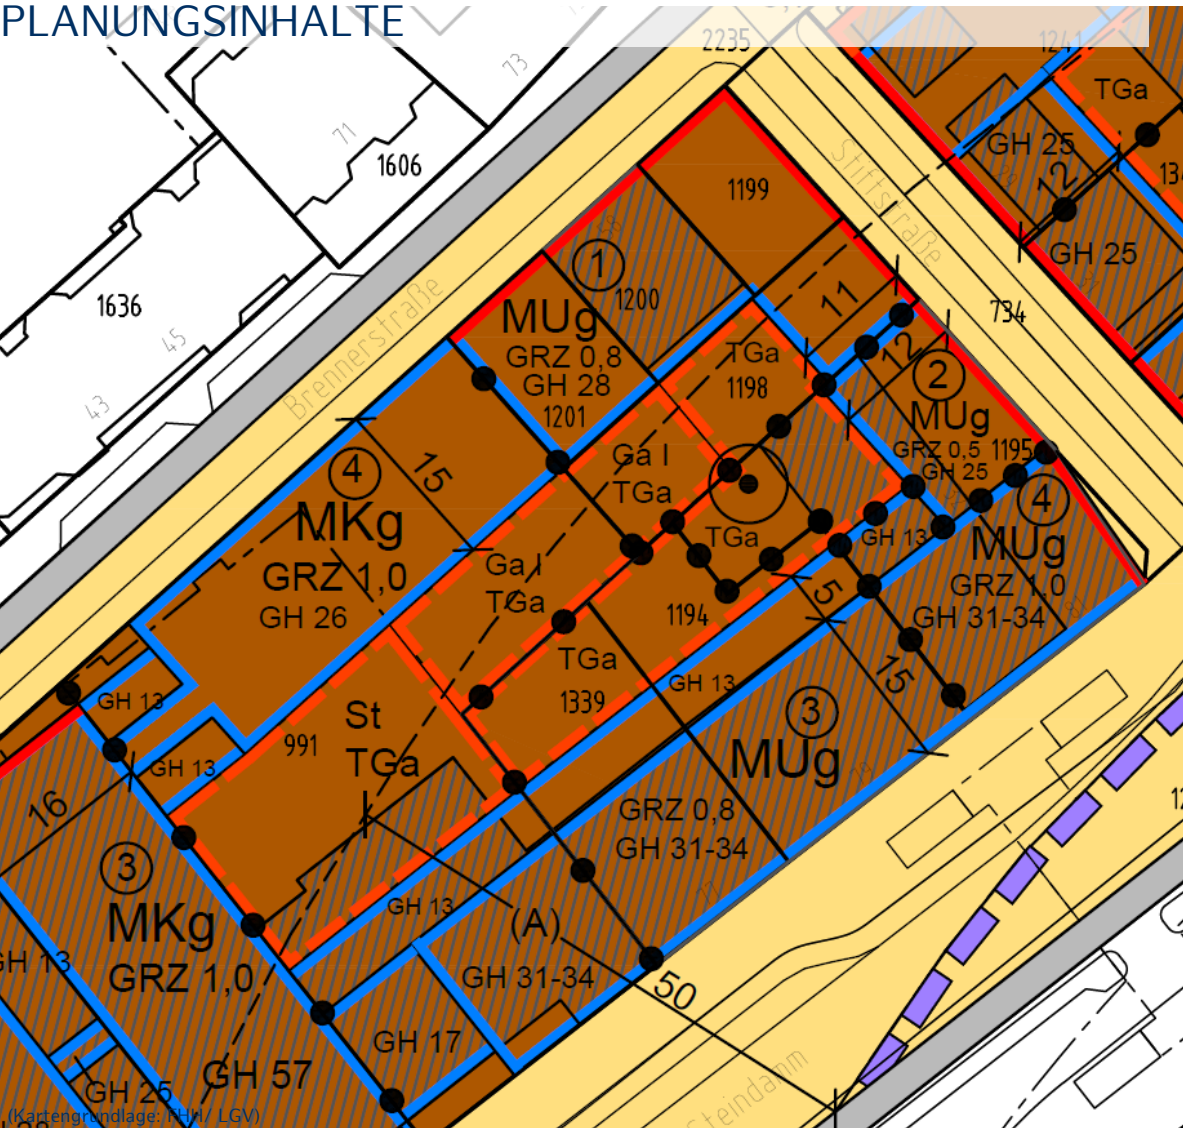 PLANUNGSINHALTE
2235
1241
73
TGa
71
1606
Stiftstraße
GH 25
12
1199
58
GH 25
1
1636
1200
11
734
Brennerstraße
45
MUg
GRZ 0,8
GH 28
1201
TGa
1198
12
2
MUg
GRZ 0,5
1195
GH 25
43
4
15
MKg
GRZ 1,0
GH 26
Ga I
TGa
TGa
GH 13
4
MUg
GRZ 1,0
GH 31-34
87
Ga I
TGa
5
1194
15
TGa
1339
GH 13
GH 13
St
TGa
991
3
MUg
79
GH 13
16
GRZ 0,8
GH 31-34
3
MKg
GRZ 1,0
GH 13
(A)
77
GH 13
GH 31-34
50
GH 17
GH 57
GH 25
Steindamm
(Kartengrundlage: FHH/ LGV)